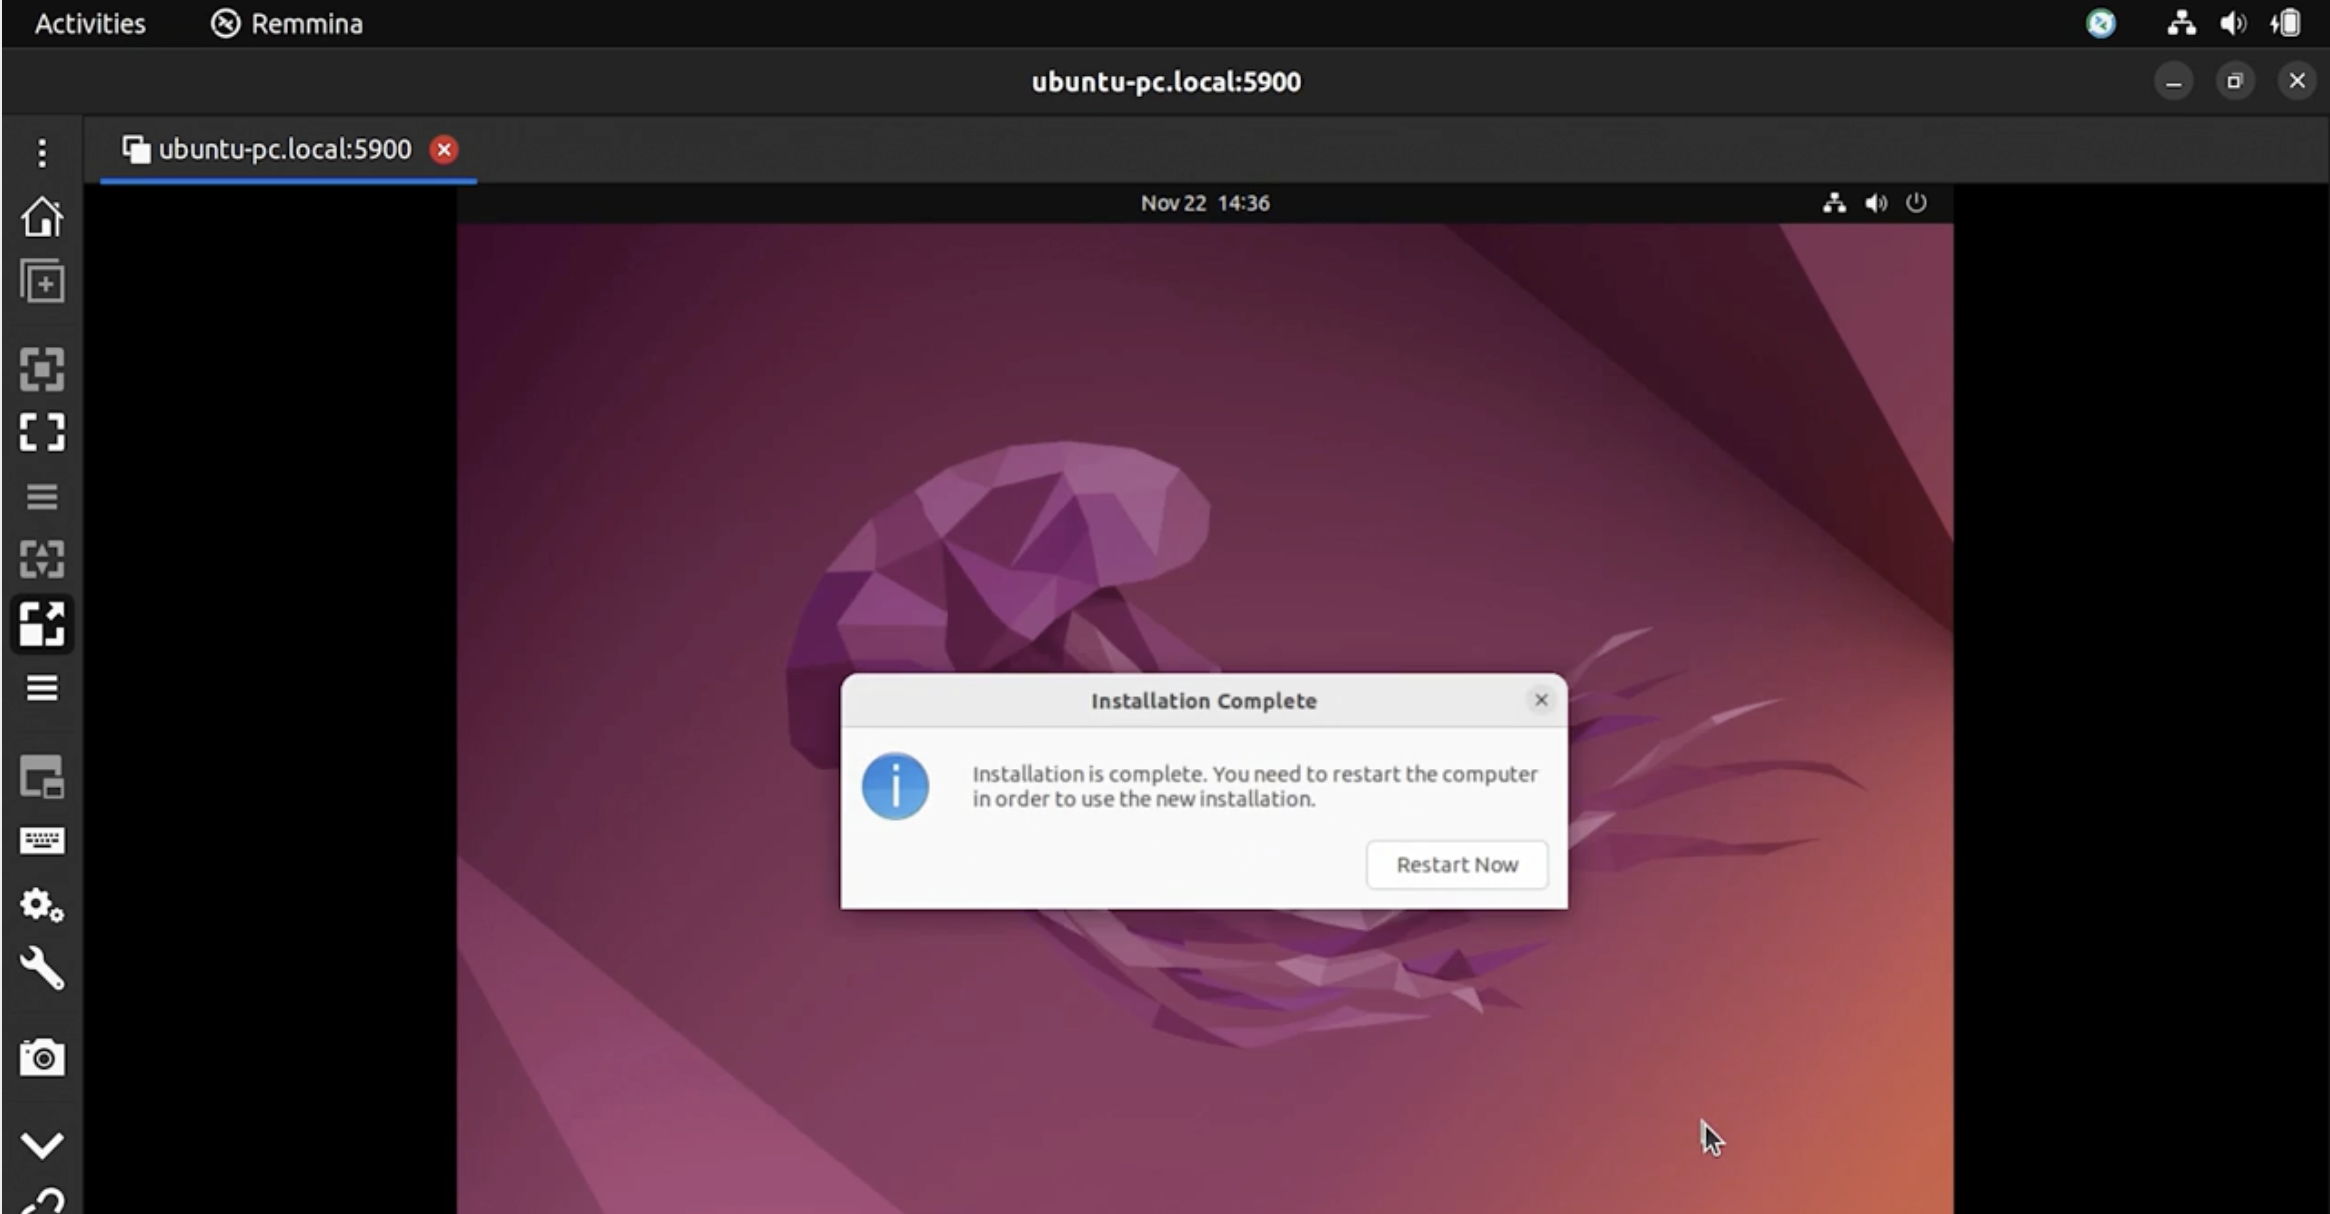 Activities Remmina
ubuntu-pc.local:5900
ubuntu-pc.local:5900
Nov 22 14:36
Installation Complete
Installation is complete. You need to restart the computer
in order to use the new installation.
Restart Now